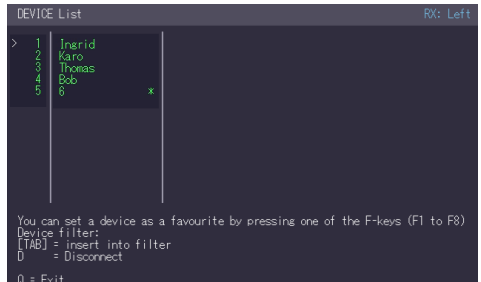 DEVICE List RX: Left
> 1 Ingrid
2 Karo
3 Thomas
4 Bob
5 6 *
You can set a device as a favourite by pressing one of the F-keys (F1 to F8)
Device filter:
[TAB] = insert into filter
D = Disconnect
Q = Exit